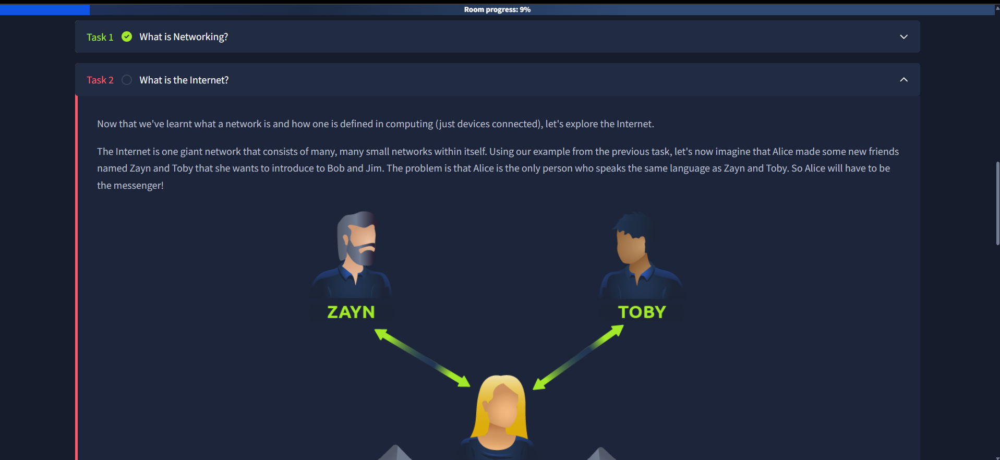 Room progress: 9%
Task 1 What is Networking?
Task 2 What is the Internet?
Now that we've learnt what a network is and how one is defined in computing (just devices connected), let's explore the Internet.
The Internet is one giant network that consists of many, many small networks within itself. Using our example from the previous task, let's now imagine that Alice made some new friends
named Zayn and Toby that she wants to introduce to Bob and Jim. The problem is that Alice is the only person who speaks the same language as Zayn and Toby. So Alice will have to be
the messenger!
ZAYN
TOBY